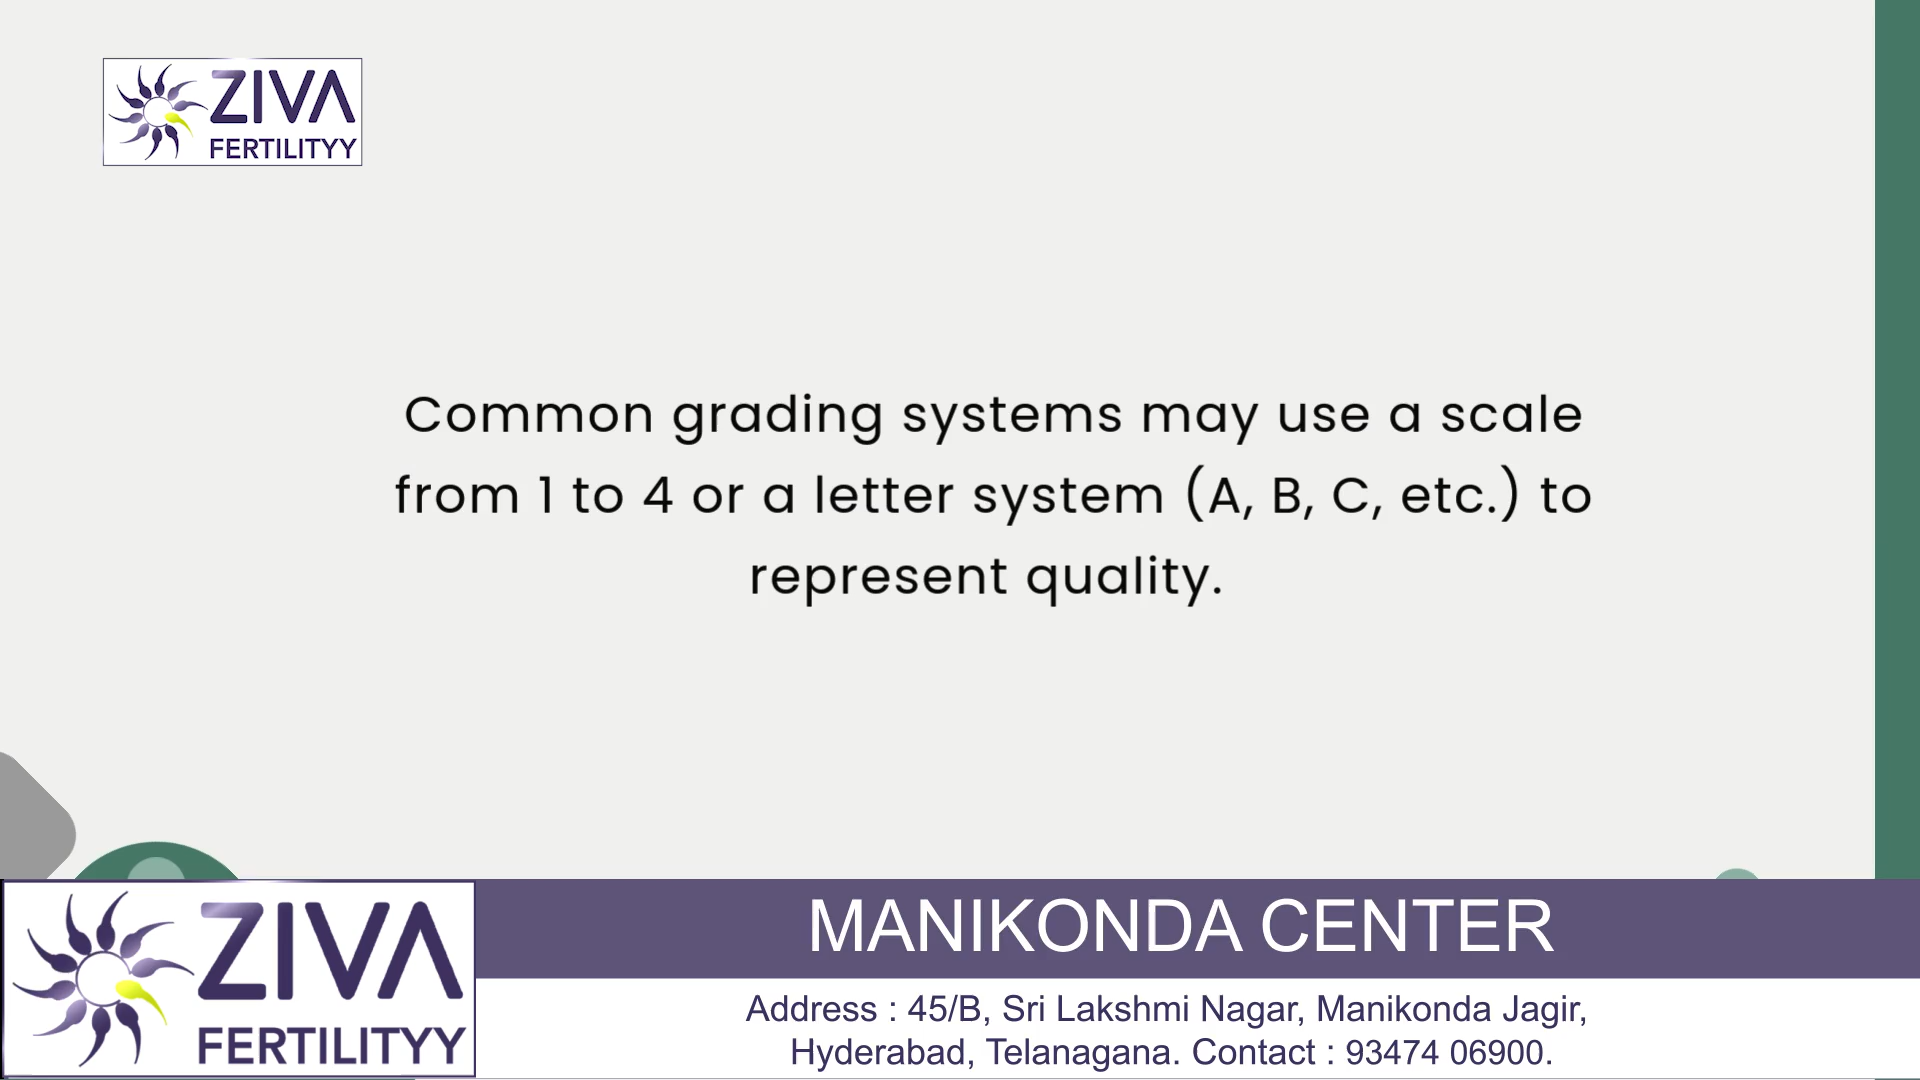 ZIVA
FERTILITYY
Common grading systems may use a scale
from 1 to 4 or a letter system (A, B, C, etc.) to
represent quality.
ZIVA
FERTILITYY
MANIKONDA CENTER
Address : 45/B, Sri Lakshmi Nagar, Manikonda Jagir,
Hyderabad, Telanagana. Contact : 93474 06900.